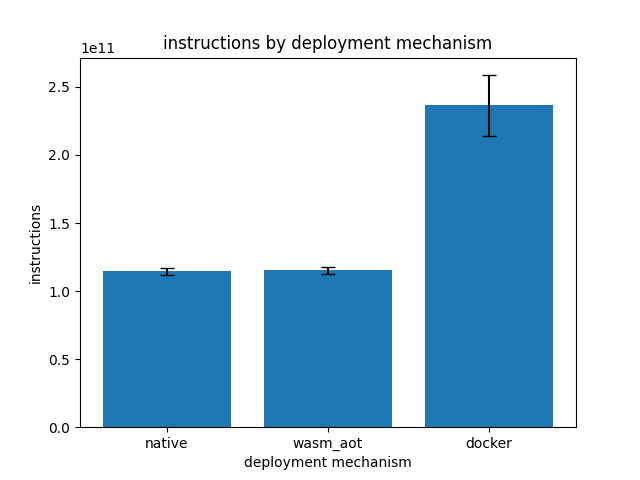 instructions by deployment mechanism
1e11
2.5
2.0
1.5
1.0
0.5
0.0
instructions
native wasm_aot docker
deployment mechanism